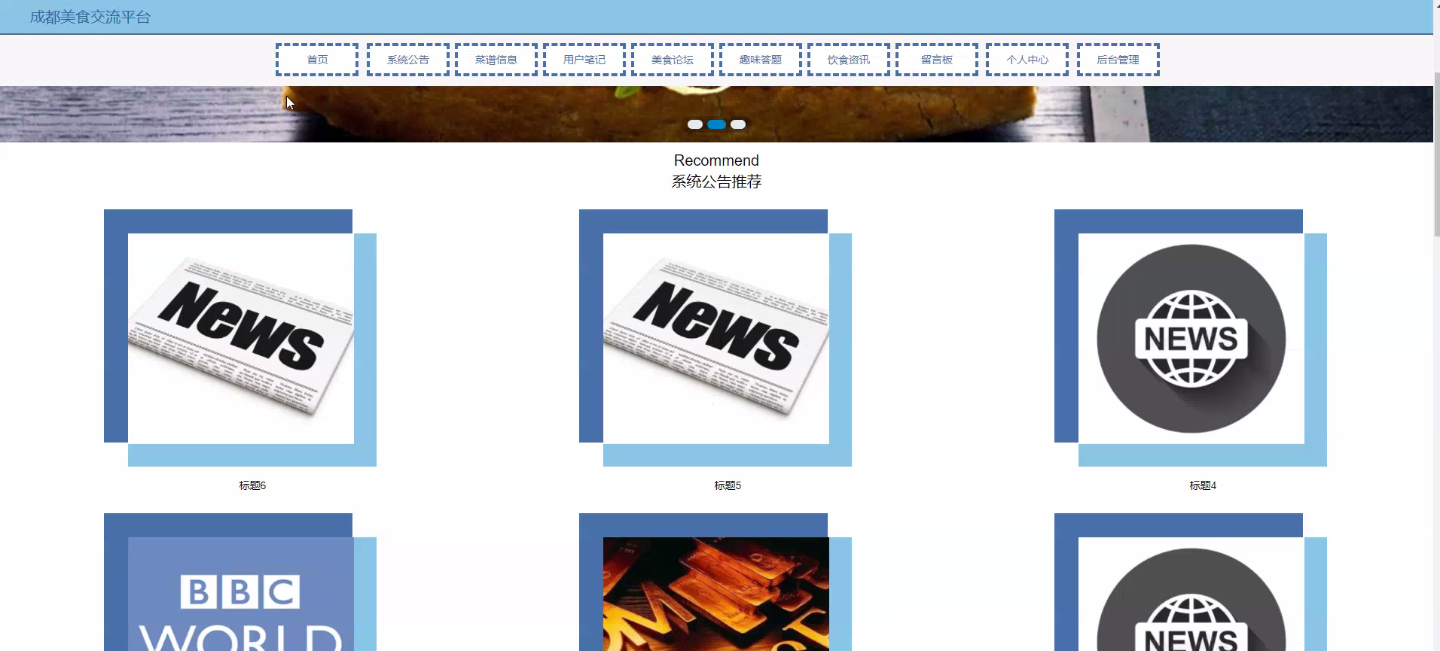 成都美食交流平台
首页
系统公告
菜谱信息
用户笔记
美食论坛
趣味答题
饮食资讯
留言板
个人中心
后台管理
Recommend
系统公告推荐
News
News
NEWS
标题6
标题5
标题4
BBC
WORLD
NEWS